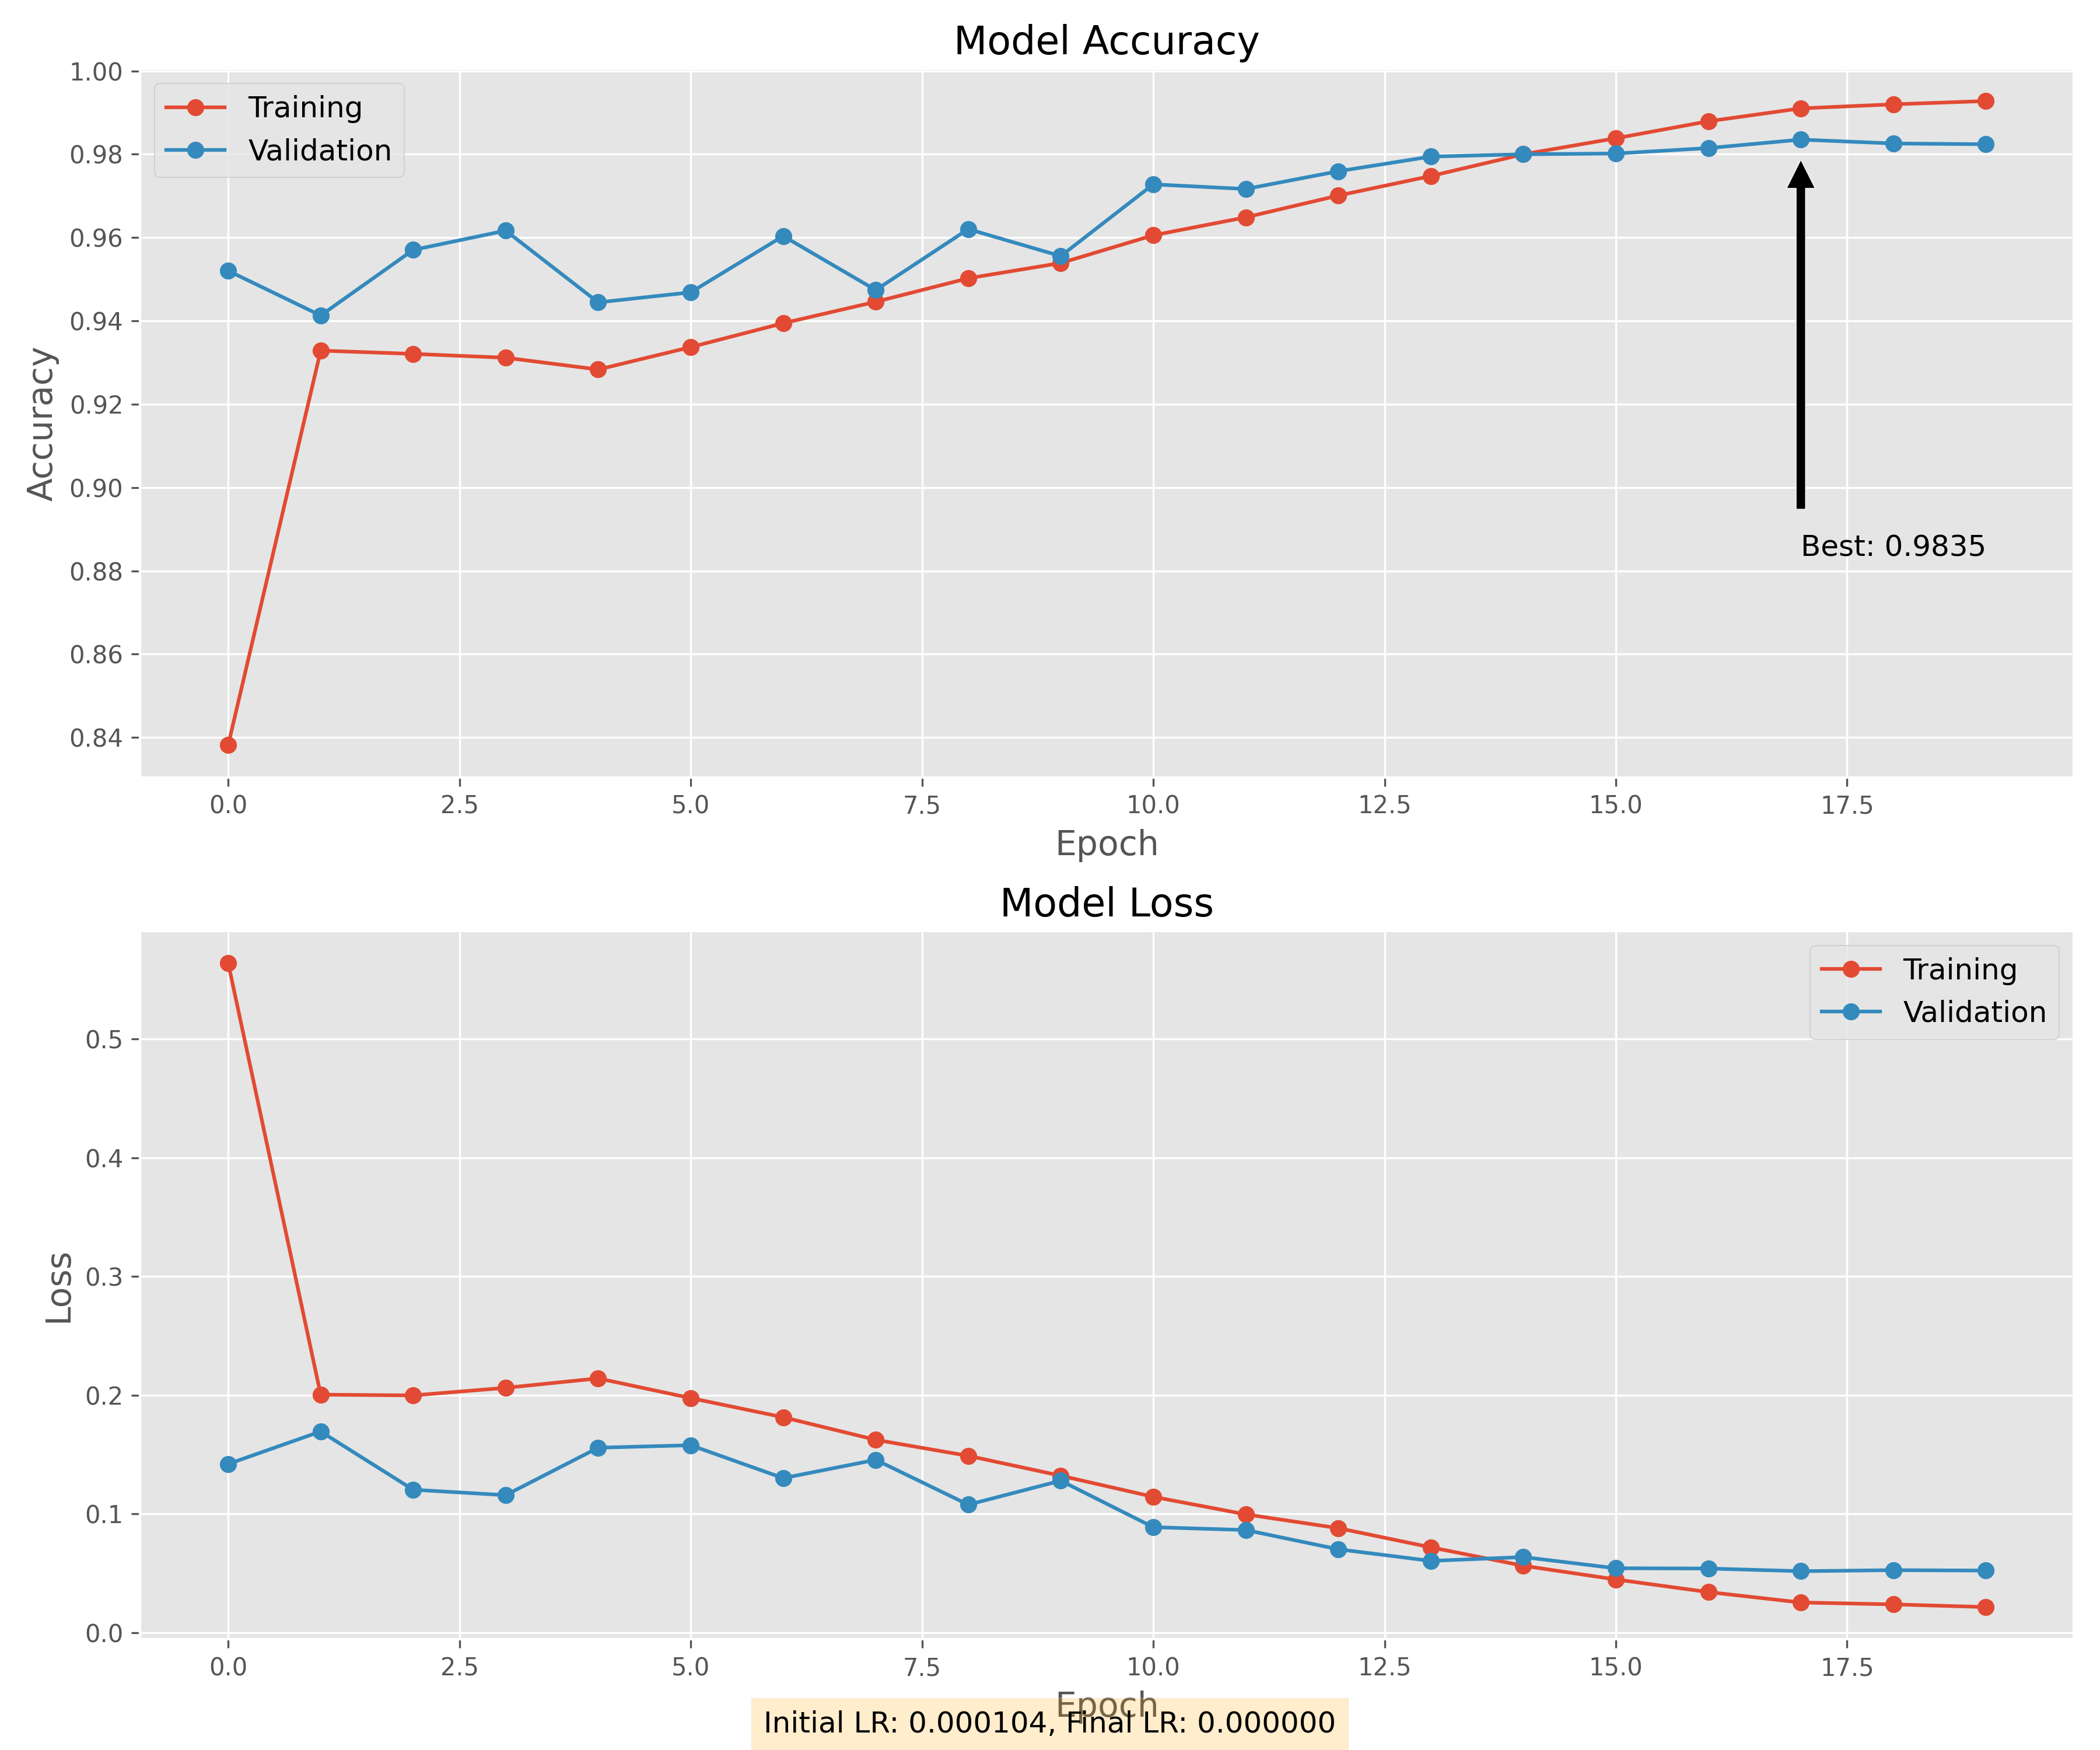 Model Accuracy
1.00
0.98
0.96
0.94
0.92
0.90
0.88
0.86
0.84
Accuracy
Training
Validation
Best: 0.9835
0.0 2.5 5.0 7.5 10.0 12.5 15.0 17.5
Epoch
Model Loss
0.5
0.4
0.3
0.2
0.1
0.0
Loss
Training
Validation
0.0 2.5 5.0 7.5 10.0 12.5 15.0 17.5
Epoch
Initial LR: 0.000104, Final LR: 0.000000